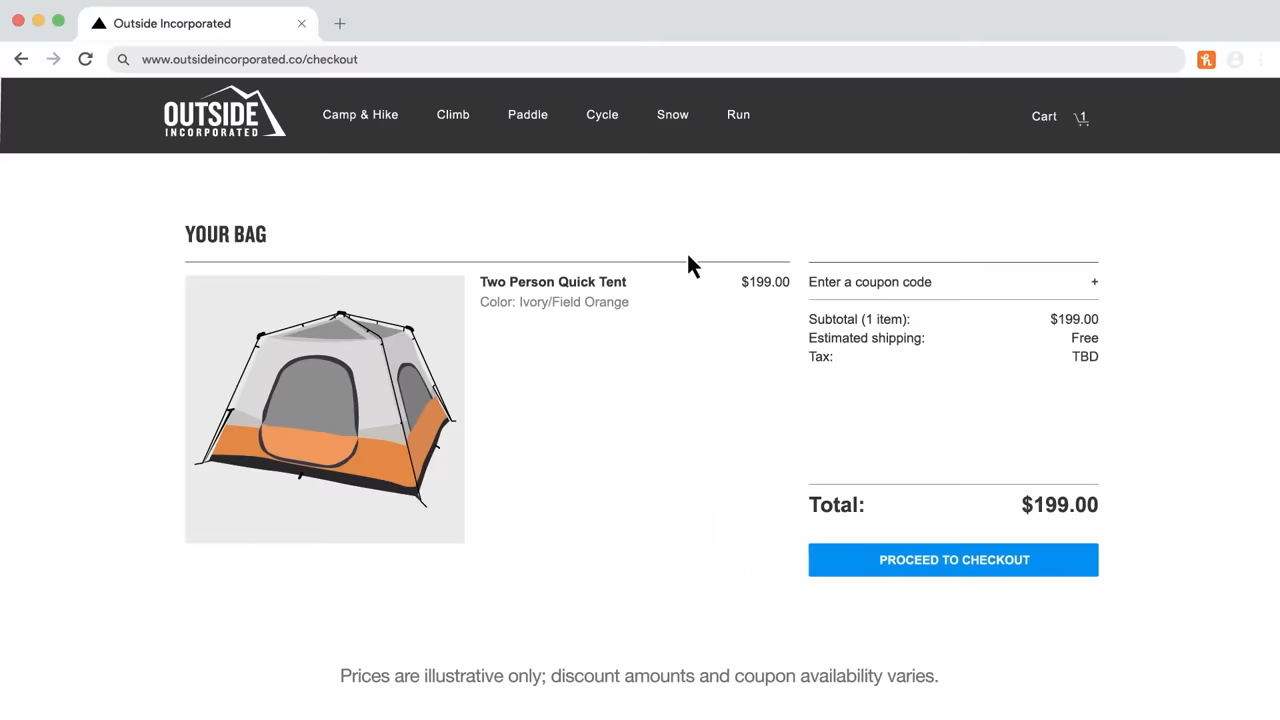 Outside Incorporated
www.outsideincorporated.co/checkout
OUTSIDE
INCORPORATED
Camp & Hike Climb Paddle Cycle Snow Run Cart 1
YOUR BAG
Two Person Quick Tent $199.00
Color: Ivory/Field Orange
Enter a coupon code +
Subtotal (1 item): $199.00
Estimated shipping: Free
Tax: TBD
Total: $199.00
PROCEED TO CHECKOUT
Prices are illustrative only; discount amounts and coupon availability varies.